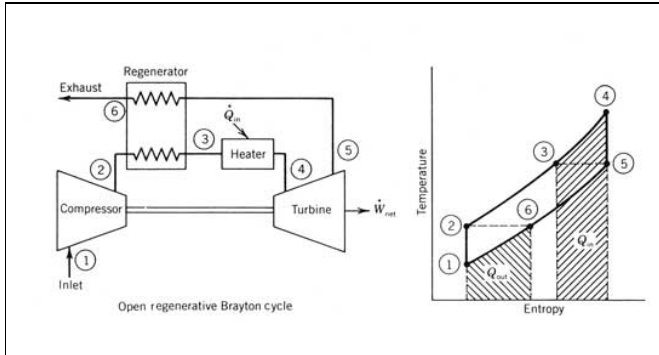 Regenerator
Exhaust
6
Q̇in
3
Heater
2
4
5
Compressor
Turbine
Ẇnet
1
Inlet
Open regenerative Brayton cycle
Temperature
4
3
5
2
6
1
Qin
Qout
Entropy